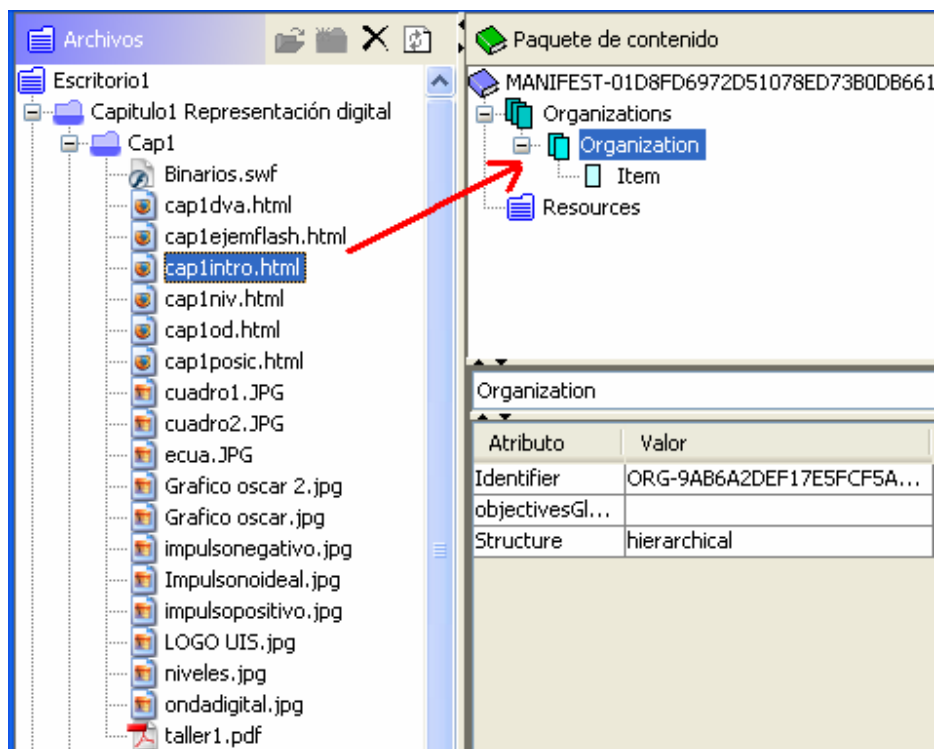 Archivos
Escritorio1
Capitulo1 Representación digital
Cap1
Binarios.swf
cap1dva.html
cap1ejemflash.html
cap1intro.html
cap1niv.html
cap1od.html
cap1posic.html
cuadro1.JPG
cuadro2.JPG
ecua.JPG
Grafico oscar 2.jpg
Grafico oscar.jpg
impulsonegativo.jpg
Impulsonoideal.jpg
impulsopositivo.jpg
LOGO UIS.jpg
niveles.jpg
ondadigital.jpg
taller1.pdf
Paquete de contenido
MANIFEST-01D8FD6972D51078ED73B0DB661
Organizations
Organization
Item
Resources
Organization
Atributo Valor
Identifier ORG-9AB6A2DEF17E5FCF5A...
objectivesGl...
Structure hierarchical